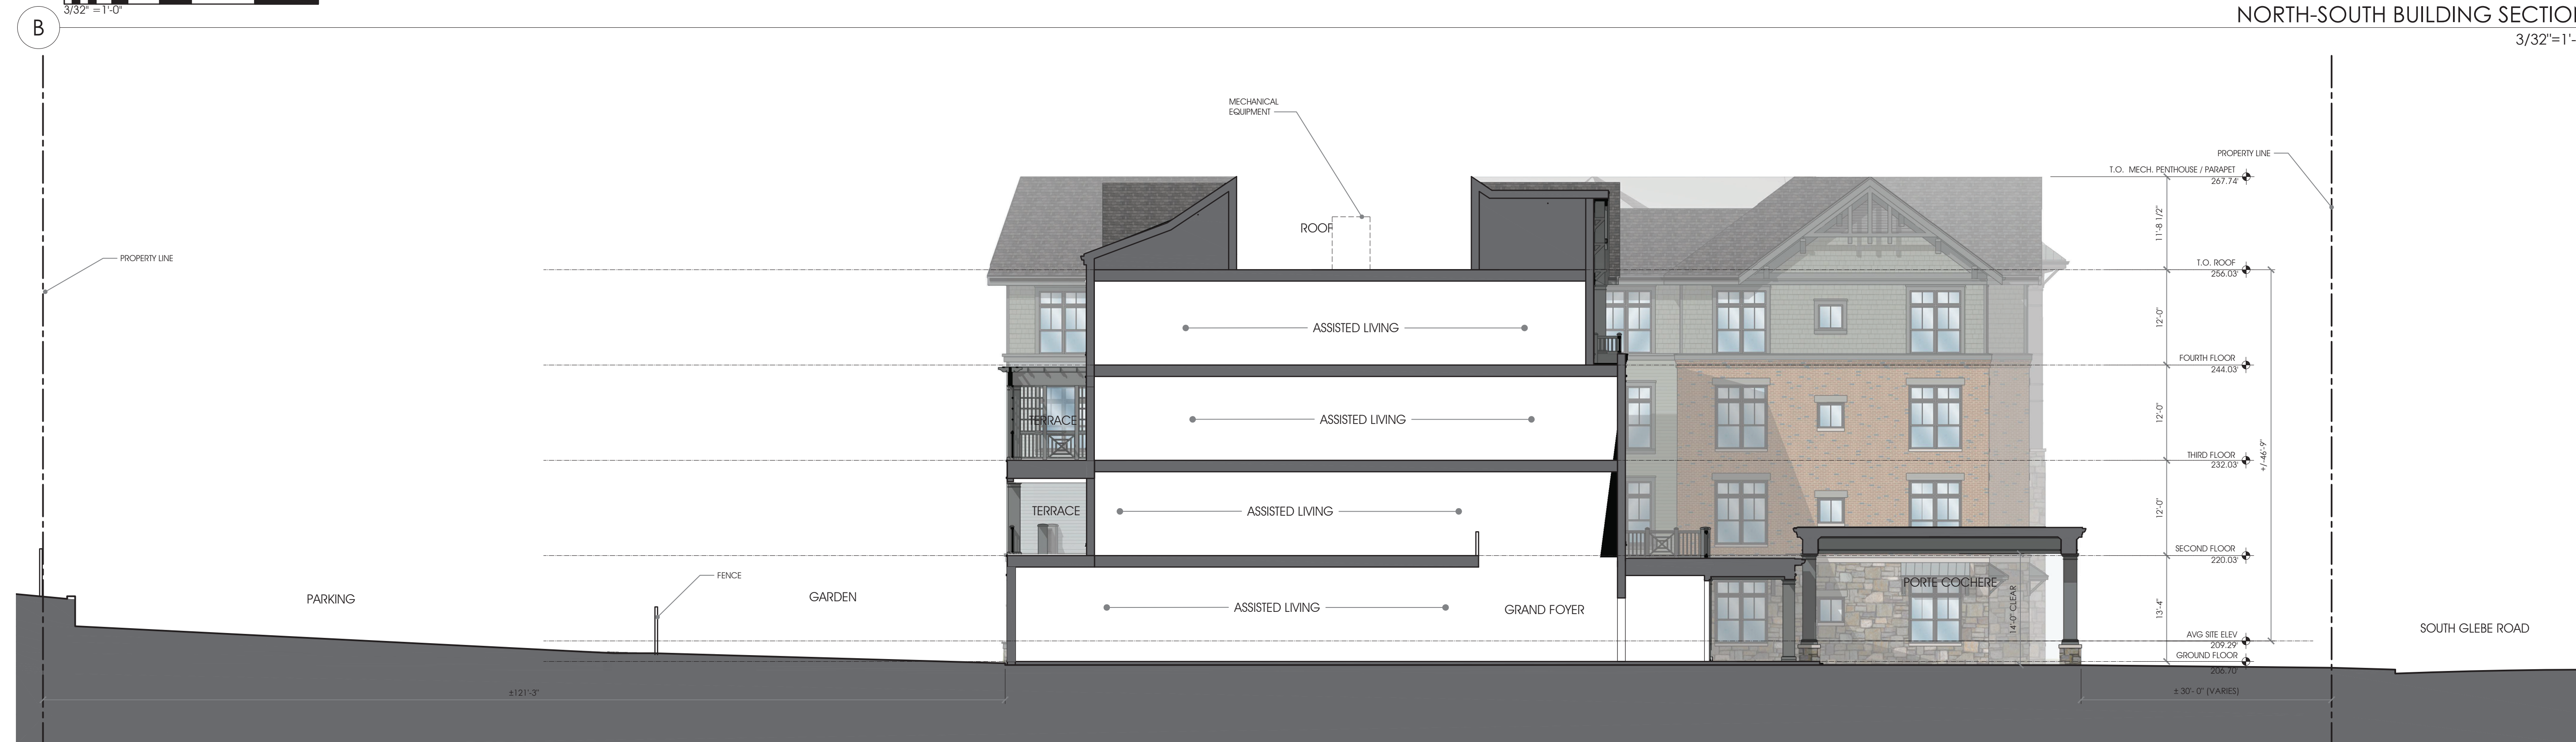 3/32" =1'-0"
B
NORTH-SOUTH BUILDING SECTION
3/32"=1'-
MECHANICAL
EQUIPMENT
PROPERTY LINE
T.O. MECH. PENTHOUSE / PARAPET
267.74'
11'-8 1/2"
ROOF
PROPERTY LINE
T.O. ROOF
256.03'
12'-0"
ASSISTED LIVING
FOURTH FLOOR
244.03'
12'-0"
TERRACE
ASSISTED LIVING
THIRD FLOOR
232.03'
+/-46'-9"
12'-0"
TERRACE
ASSISTED LIVING
SECOND FLOOR
220.03'
FENCE
PARKING
GARDEN
ASSISTED LIVING
GRAND FOYER
PORTE COCHERE
14'-0" CLEAR
13'-4"
AVG SITE ELEV
209.29'
GROUND FLOOR
206.70'
SOUTH GLEBE ROAD
±121'-3"
± 30'- 0" (VARIES)